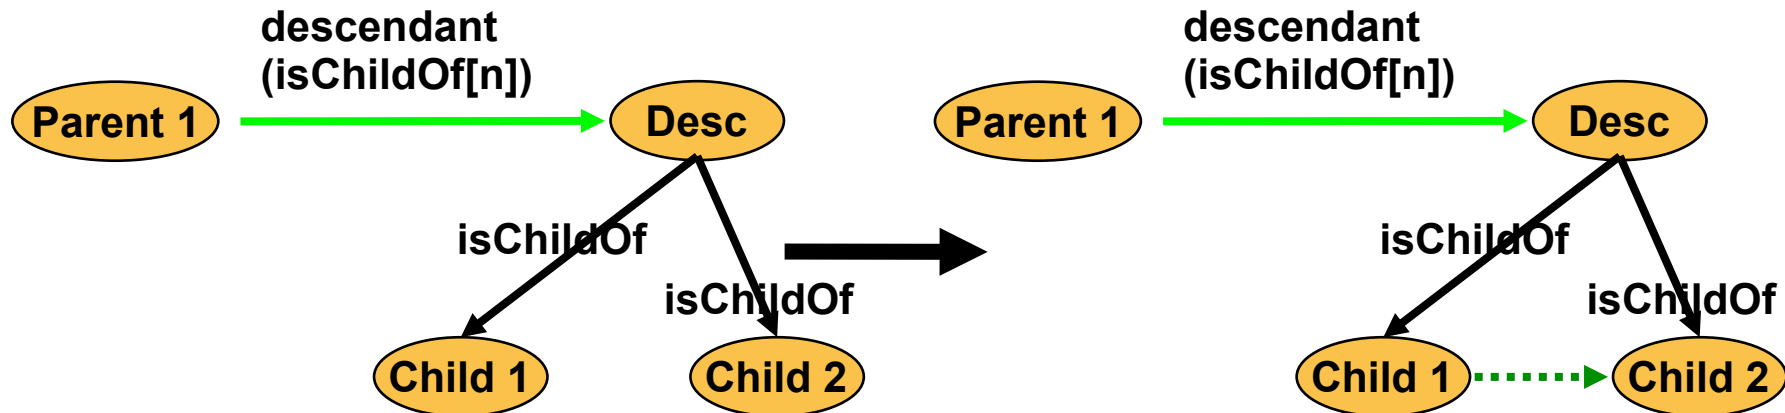 descendant
(isChildOf[n])
Parent 1
Desc
isChildOf
isChildOf
Child 1
Child 2
descendant
(isChildOf[n])
Parent 1
Desc
isChildOf
isChildOf
Child 1
Child 2